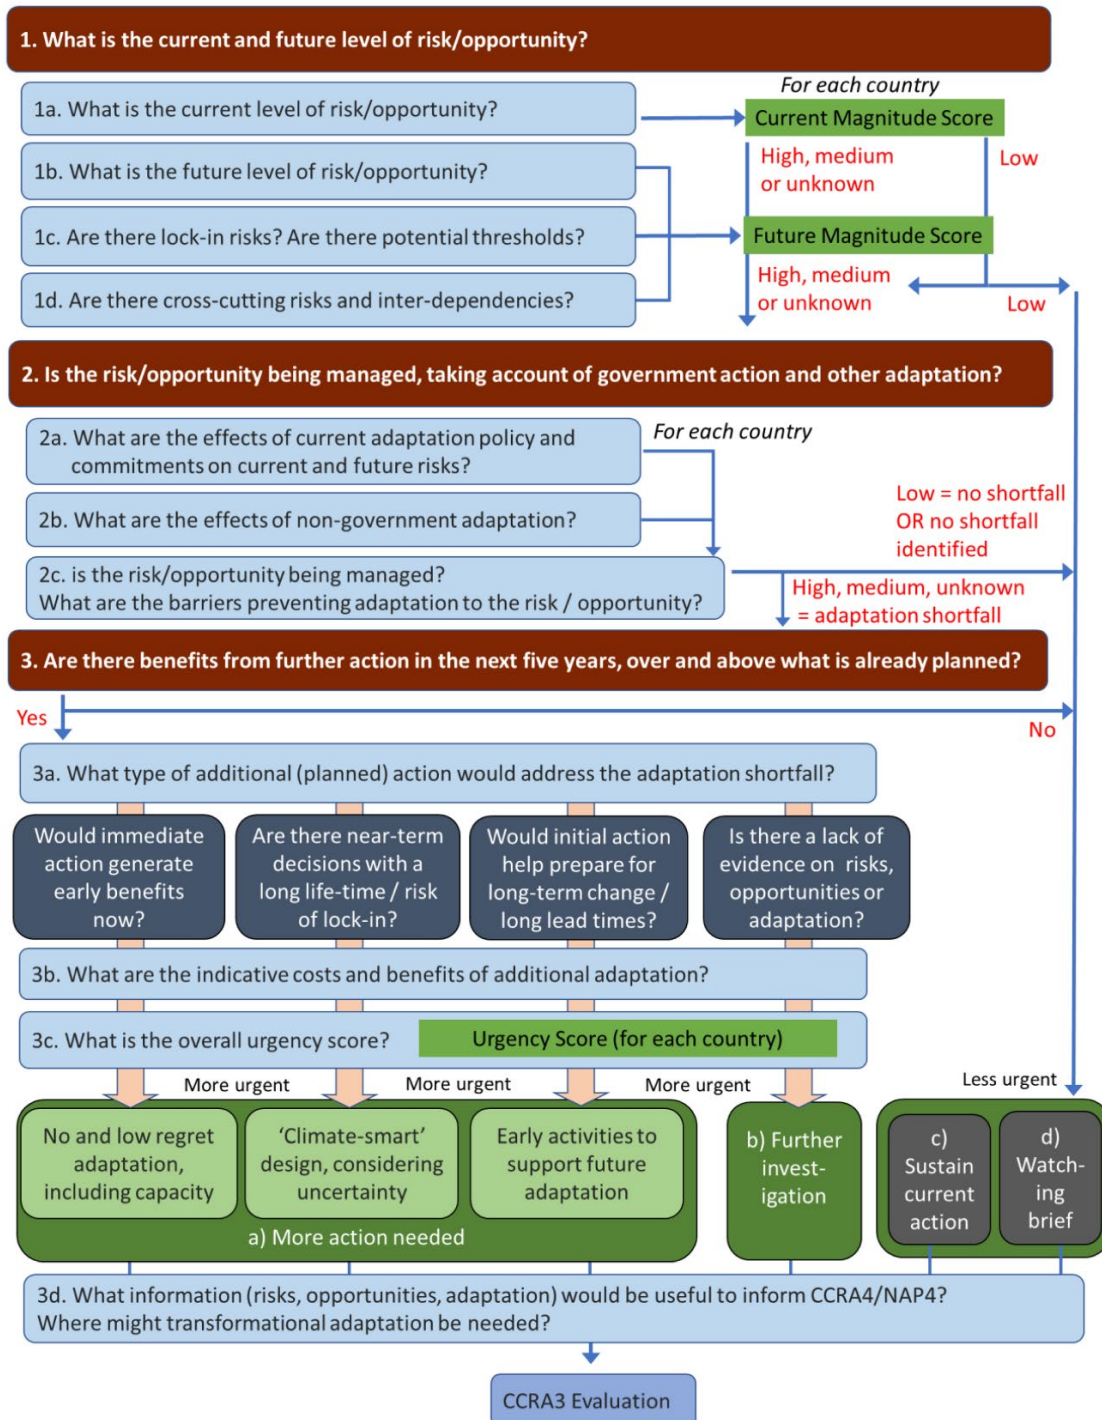 1. What is the current and future level of risk/opportunity?
For each country
1a. What is the current level of risk/opportunity?
Current Magnitude Score
High, medium
or unknown
Low
1b. What is the future level of risk/opportunity?
1c. Are there lock-in risks? Are there potential thresholds?
Future Magnitude Score
High, medium
or unknown
Low
1d. Are there cross-cutting risks and inter-dependencies?
2. Is the risk/opportunity being managed, taking account of government action and other adaptation?
2a. What are the effects of current adaptation policy and
commitments on current and future risks?
For each country
2b. What are the effects of non-government adaptation?
Low = no shortfall
OR no shortfall
identified
2c. is the risk/opportunity being managed?
What are the barriers preventing adaptation to the risk / opportunity?
High, medium, unknown
= adaptation shortfall
3. Are there benefits from further action in the next five years, over and above what is already planned?
Yes
No
3a. What type of additional (planned) action would address the adaptation shortfall?
Would immediate
action generate
early benefits
now?
Are there near-term
decisions with a
long life-time / risk
of lock-in?
Would initial action
help prepare for
long-term change /
long lead times?
Is there a lack of
evidence on risks,
opportunities or
adaptation?
3b. What are the indicative costs and benefits of additional adaptation?
3c. What is the overall urgency score?
Urgency Score (for each country)
More urgent
More urgent
More urgent
Less urgent
No and low regret
adaptation,
including capacity
‘Climate-smart’
design, considering
uncertainty
Early activities to
support future
adaptation
a) More action needed
b) Further
invest-
igation
c)
Sustain
current
action
d)
Watch-
ing
brief
3d. What information (risks, opportunities, adaptation) would be useful to inform CCRA4/NAP4?
Where might transformational adaptation be needed?
CCRA3 Evaluation